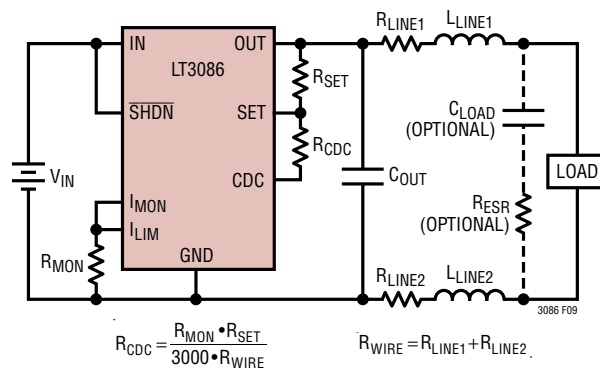 IN
OUT
LT3086
SHDN
SET
CDC
IMON
ILIM
GND
VIN
RMON
RSET
RCDC
COUT
RLINE1
LLINE1
CLOAD
(OPTIONAL)
LOAD
RESR
(OPTIONAL)
RLINE2
LLINE2
3086 F09
RCDC = RMON • RSET / 3000 • RWIRE
RWIRE = RLINE1 + RLINE2